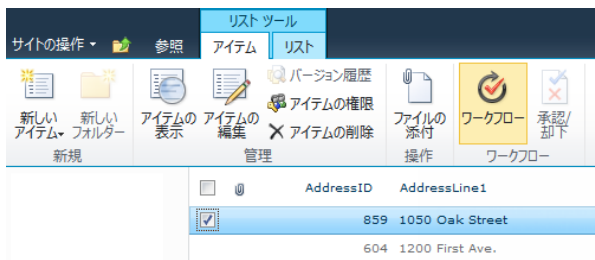 リスト ツール
サイトの操作 参照 アイテム リスト
新しい アイテム
新しい フォルダー
アイテムの 表示
アイテムの 編集
バージョン履歴
アイテムの権限
アイテムの削除
ファイルの 添付
ワークフロー
承認/ 却下
新規 管理 操作 ワークフロー
AddressID AddressLine1
859 1050 Oak Street
604 1200 First Ave.